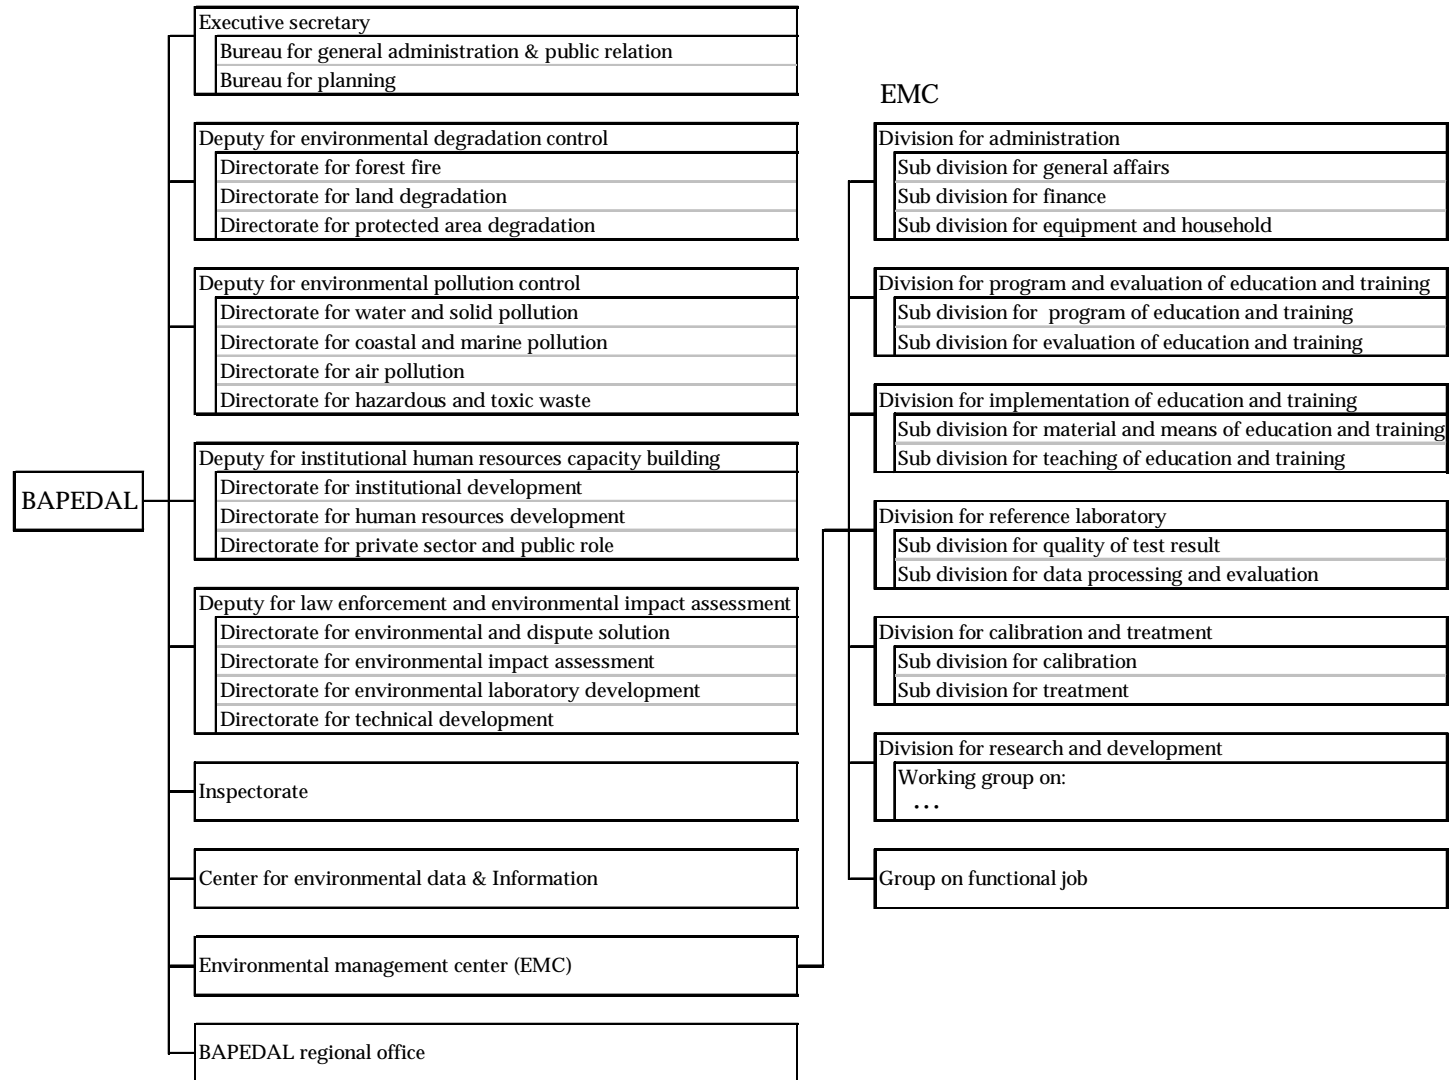 Executive secretary
Bureau for general administration & public relation
Bureau for planning
Deputy for environmental degradation control
Directorate for forest fire
Directorate for land degradation
Directorate for protected area degradation
Deputy for environmental pollution control
Directorate for water and solid pollution
Directorate for coastal and marine pollution
Directorate for air pollution
Directorate for hazardous and toxic waste
BAPEDAL
Deputy for institutional human resources capacity building
Directorate for institutional development
Directorate for human resources development
Directorate for private sector and public role
Deputy for law enforcement and environmental impact assessment
Directorate for environmental and dispute solution
Directorate for environmental impact assessment
Directorate for environmental laboratory development
Directorate for technical development
Inspectorate
Center for environmental data & Information
Environmental management center (EMC)
BAPEDAL regional office
EMC
Division for administration
Sub division for general affairs
Sub division for finance
Sub division for equipment and household
Division for program and evaluation of education and training
Sub division for  program of education and training
Sub division for evaluation of education and training
Division for implementation of education and training
Sub division for material and means of education and training
Sub division for teaching of education and training
Division for reference laboratory
Sub division for quality of test result
Sub division for data processing and evaluation
Division for calibration and treatment
Sub division for calibration
Sub division for treatment
Division for research and development
Working group on:
…
Group on functional job